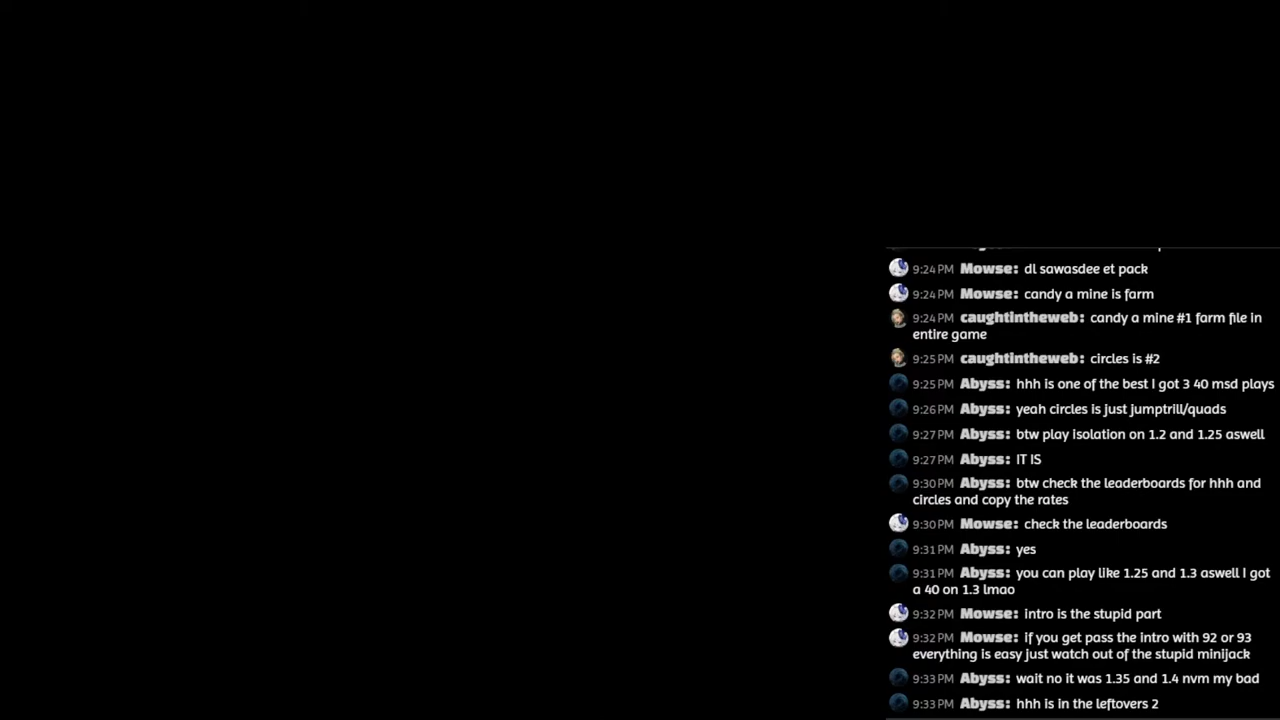 9:24 PM Mowse: dl sawasdee et pack
9:24 PM Mowse: candy a mine is farm
9:24 PM caughtintheweb: candy a mine #1 farm file in
entire game
9:25 PM caughtintheweb: circles is #2
9:25 PM Abyss: hhh is one of the best I got 3 40 msd plays
9:26 PM Abyss: yeah circles is just jumptrill/quads
9:27 PM Abyss: btw play isolation on 1.2 and 1.25 aswell
9:27 PM Abyss: IT IS
9:30 PM Abyss: btw check the leaderboards for hhh and
circles and copy the rates
9:30 PM Mowse: check the leaderboards
9:31 PM Abyss: yes
9:31 PM Abyss: you can play like 1.25 and 1.3 aswell I got
a 40 on 1.3 lmao
9:32 PM Mowse: intro is the stupid part
9:32 PM Mowse: if you get pass the intro with 92 or 93
everything is easy just watch out of the stupid minijack
9:33 PM Abyss: wait no it was 1.35 and 1.4 nvm my bad
9:33 PM Abyss: hhh is in the leftovers 2